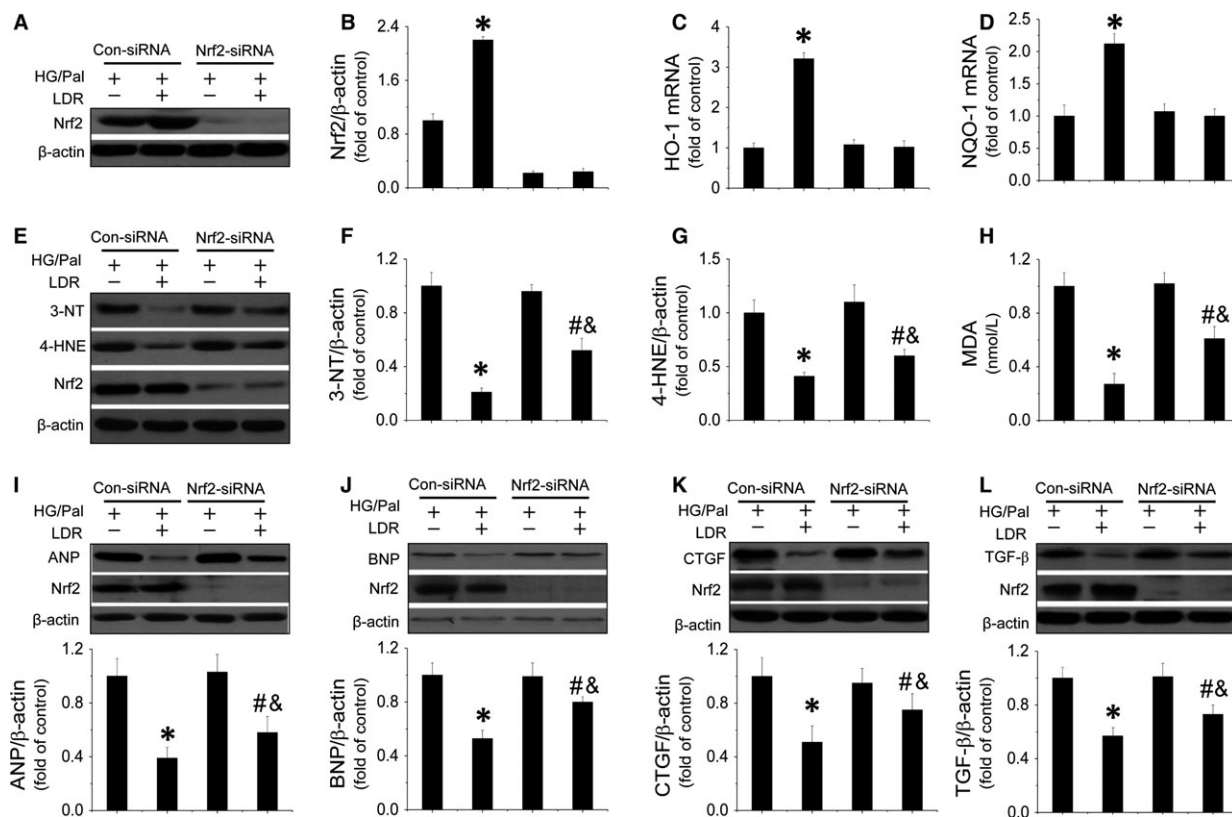 A
Con-siRNA Nrf2-siRNA
HG/Pal + + + +
LDR − + − +
Nrf2
β-actin
B
Nrf2/β-actin
(fold of control)
2.4
1.6
0.8
0.0
*
C
HO-1 mRNA
(fold of control)
4
3
2
1
0
*
D
NQO-1 mRNA
(fold of control)
2.5
2.0
1.5
1.0
0.5
0.0
*
E
Con-siRNA Nrf2-siRNA
HG/Pal + + + +
LDR − + − +
3-NT
4-HNE
Nrf2
β-actin
F
3-NT/β-actin
(fold of control)
1.2
0.8
0.4
0.0
*
#&
G
4-HNE/β-actin
(fold of control)
1.5
1.0
0.5
0.0
*
#&
H
MDA
(nmol/L)
1.2
0.8
0.4
0.0
*
#&
I
Con-siRNA Nrf2-siRNA
HG/Pal + + + +
LDR − + − +
ANP
Nrf2
β-actin
ANP/β-actin
(fold of control)
1.2
0.8
0.4
0.0
*
#&
J
Con-siRNA Nrf2-siRNA
HG/Pal + + + +
LDR − + − +
BNP
Nrf2
β-actin
BNP/β-actin
(fold of control)
1.2
0.8
0.4
0.0
*
#&
K
Con-siRNA Nrf2-siRNA
HG/Pal + + + +
LDR − + − +
CTGF
Nrf2
β-actin
CTGF/β-actin
(fold of control)
1.2
0.8
0.4
0.0
*
#&
L
Con-siRNA Nrf2-siRNA
HG/Pal + + + +
LDR − + − +
TGF-β
Nrf2
β-actin
TGF-β/β-actin
(fold of control)
1.2
0.8
0.4
0.0
*
#&